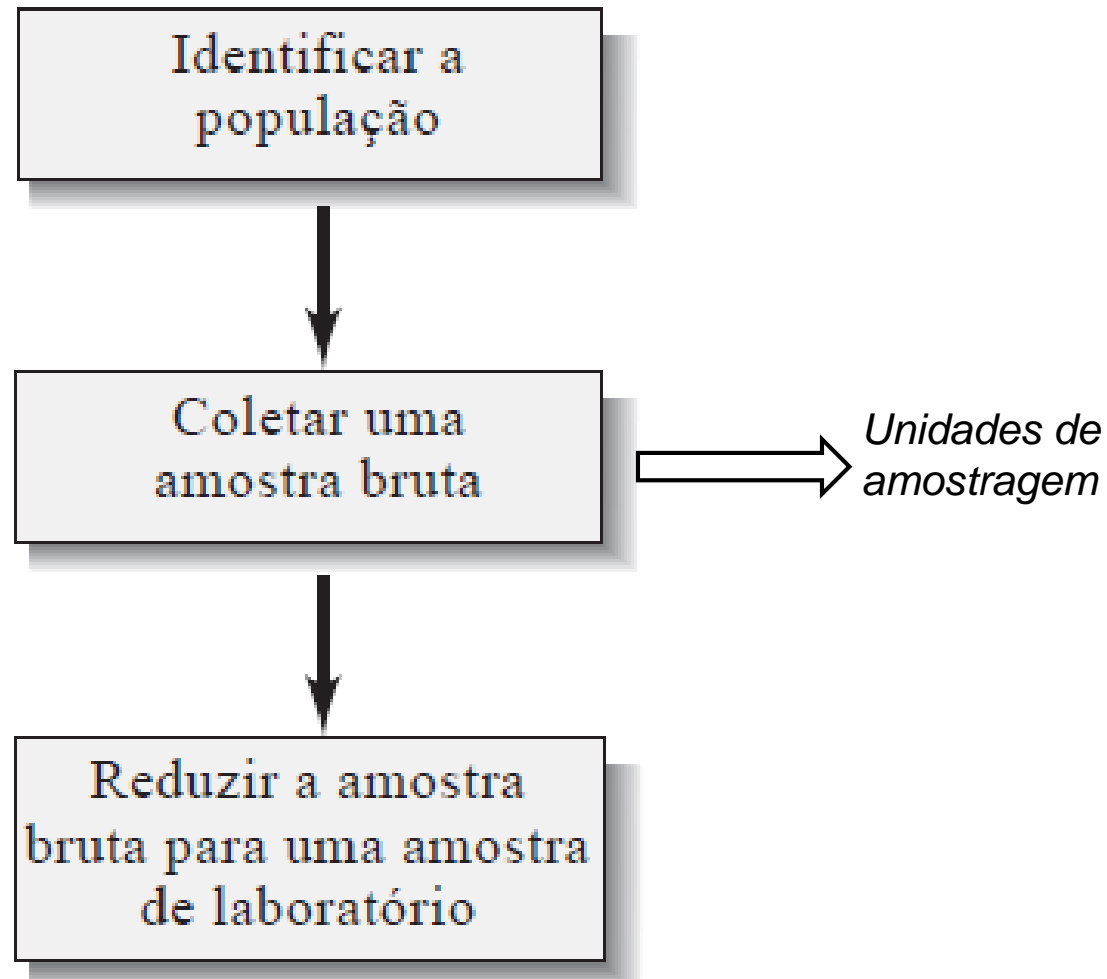 Identificar a
população
Coletar uma
amostra bruta
Unidades de
amostragem
Reduzir a amostra
bruta para uma amostra
de laboratório